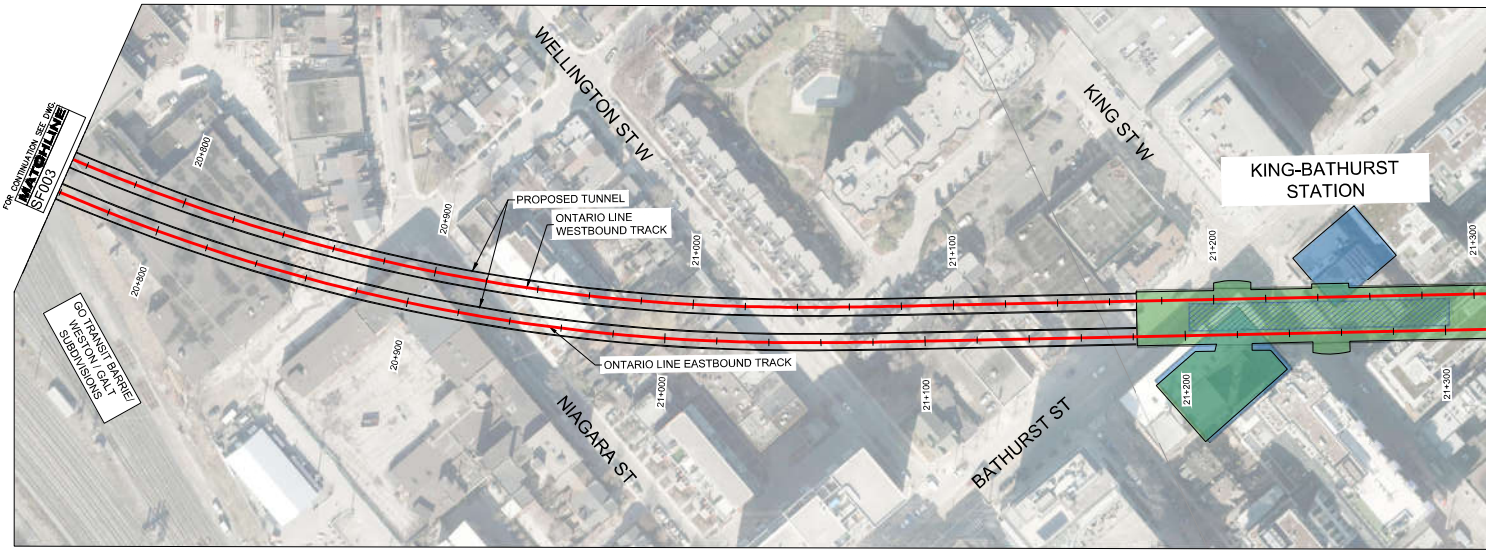 FOR CONTINUATION SEE DWG.
MATCHLINE
SF003
20+800
20+800
GO TRANSIT BARRIE/
WESTON / GALT
SUBDIVISIONS
20+900
20+900
WELLINGTON ST W
PROPOSED TUNNEL
ONTARIO LINE
WESTBOUND TRACK
ONTARIO LINE EASTBOUND TRACK
NIAGARA ST
21+000
21+000
21+100
21+100
BATHURST ST
KING ST W
KING-BATHURST
STATION
21+200
21+200
21+300
21+300